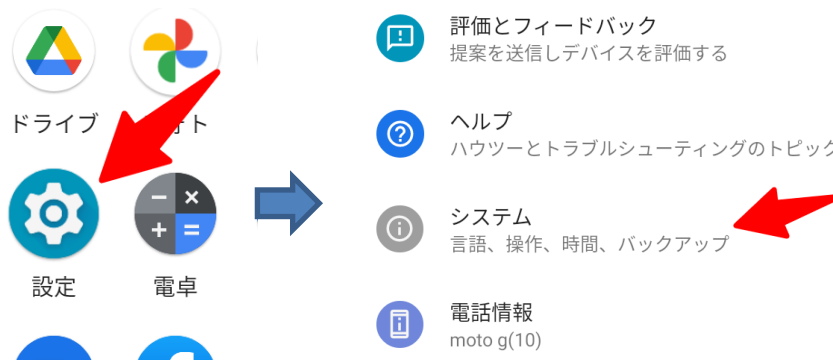 ドライブ
ト
設定
電卓
評価とフィードバック
提案を送信しデバイスを評価する
ヘルプ
ハウツーとトラブルシューティングのトピック
システム
言語、操作、時間、バックアップ
電話情報
moto g(10)